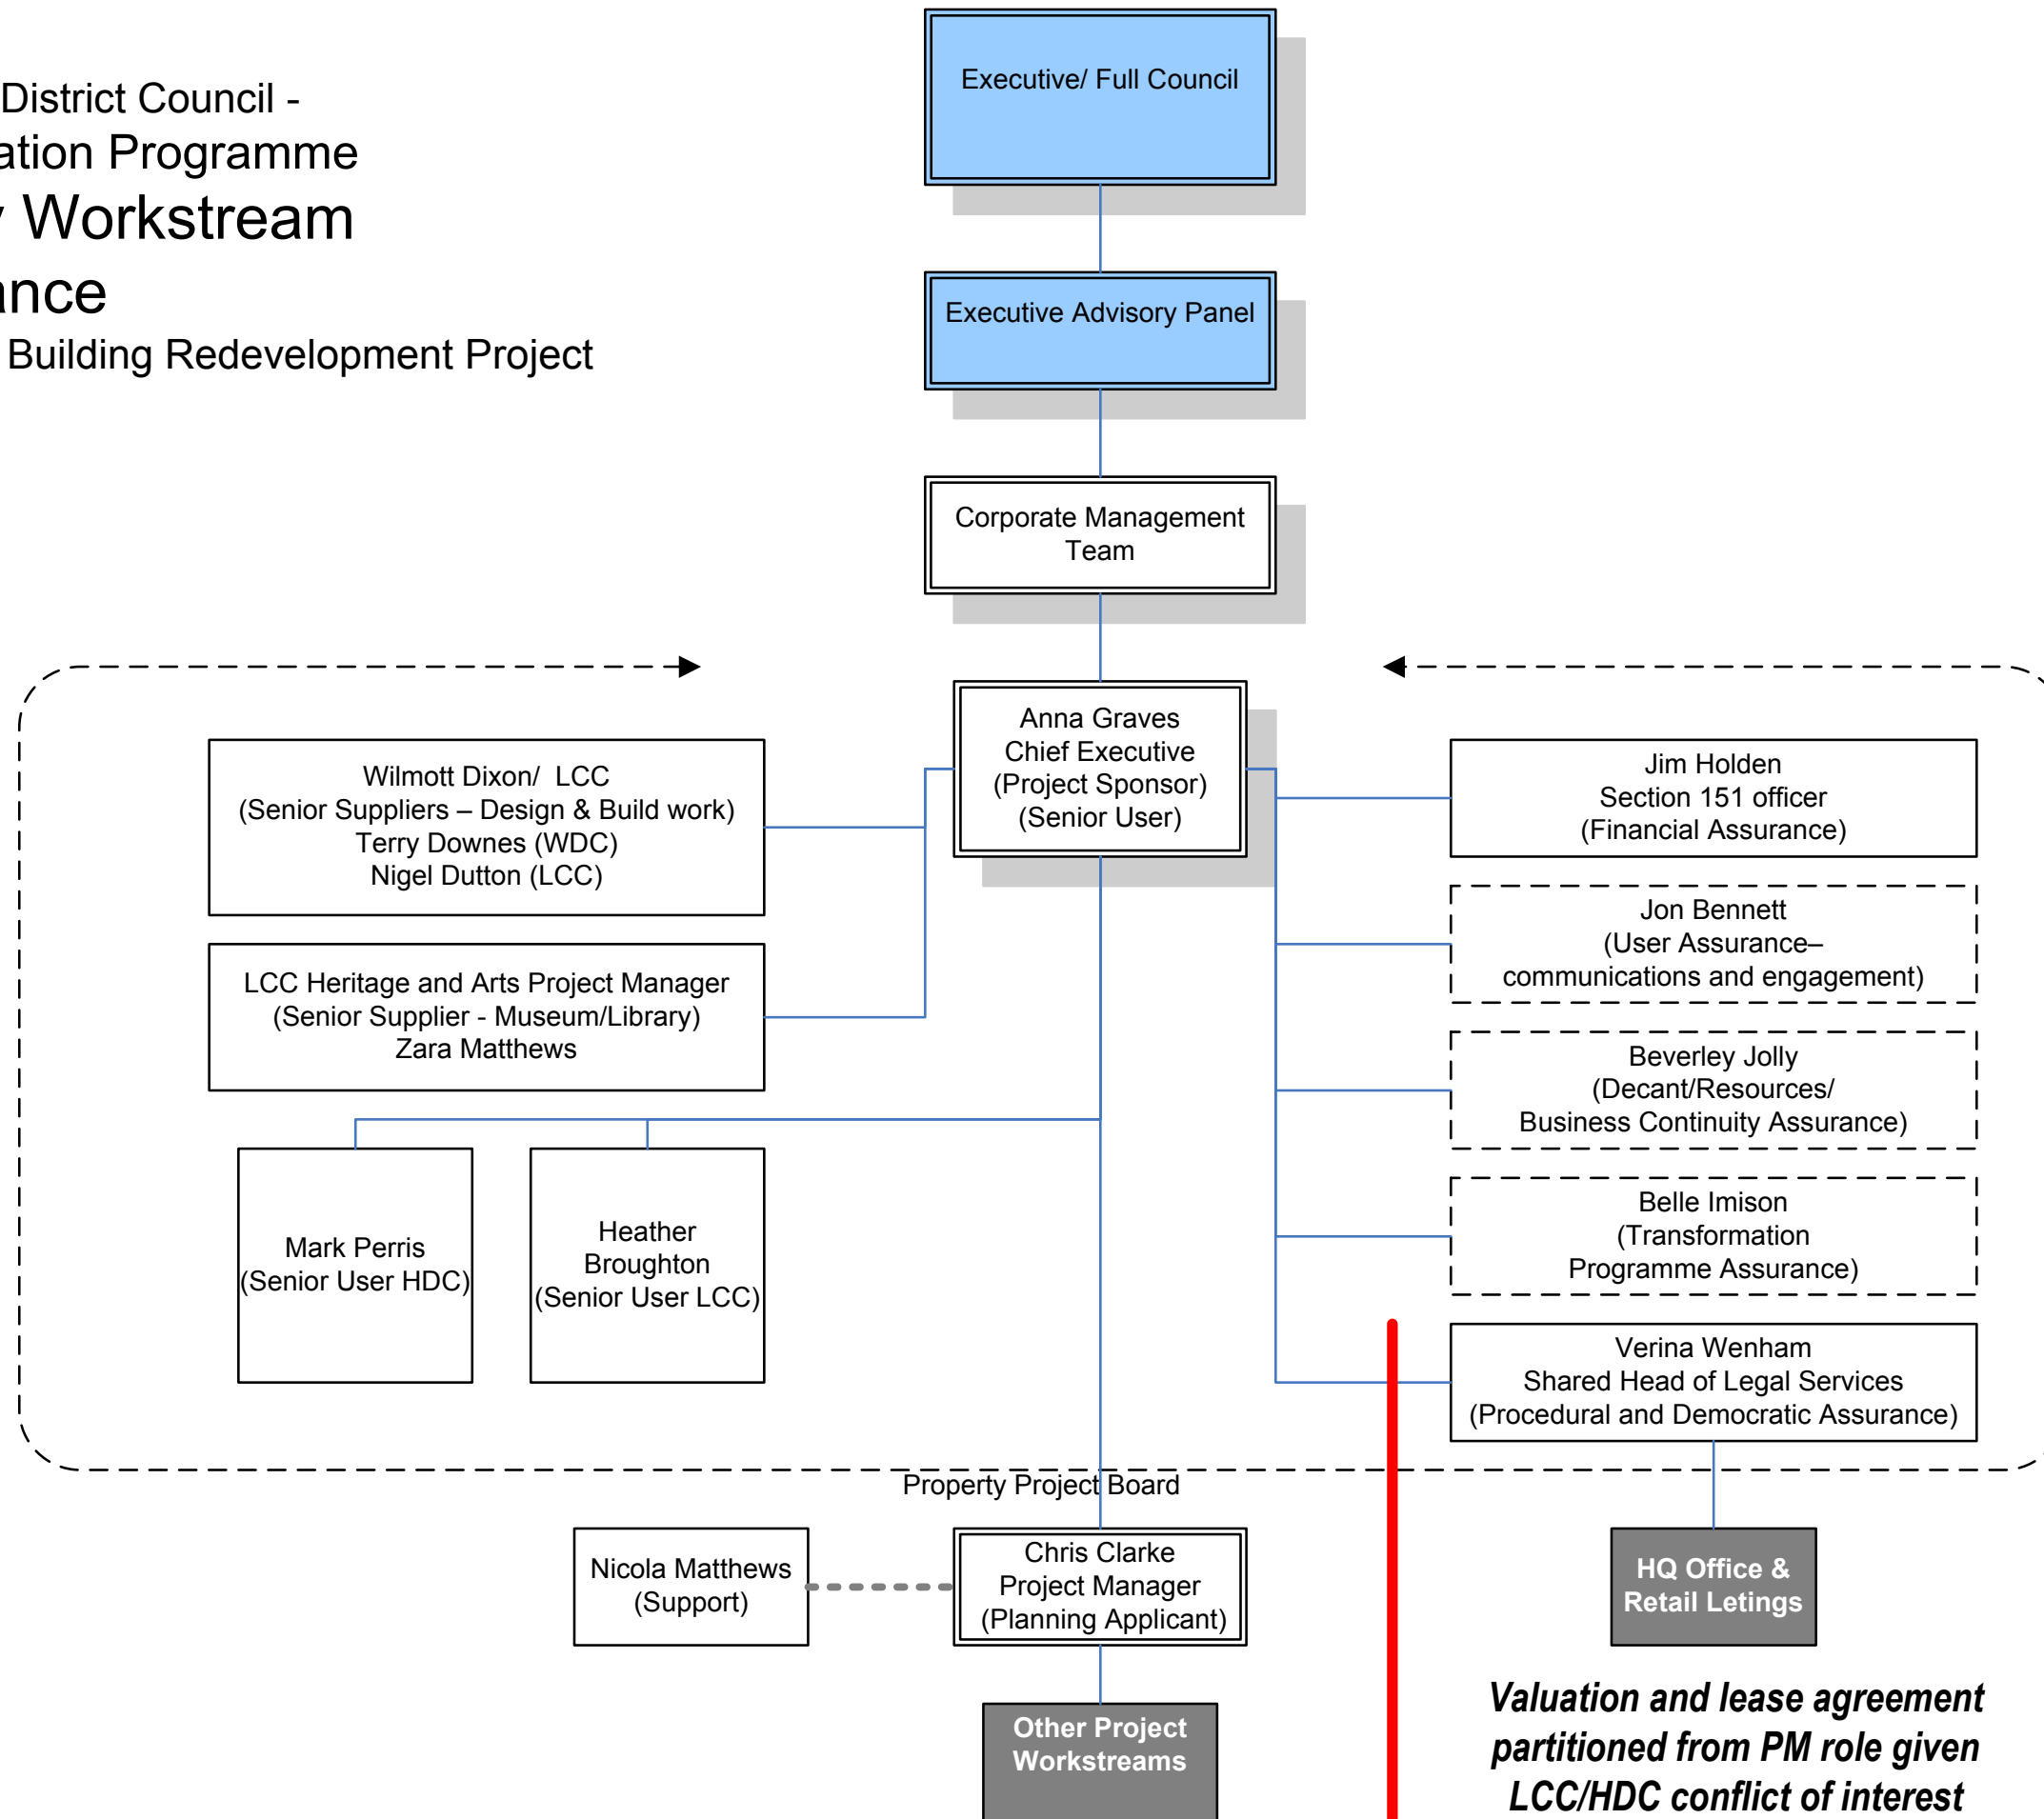 District Council -
ation Programme
y Workstream
ance
Building Redevelopment Project
Executive/ Full Council
Executive Advisory Panel
Corporate Management
Team
Anna Graves
Chief Executive
(Project Sponsor)
(Senior User)
Wilmott Dixon/  LCC
(Senior Suppliers – Design & Build work)
Terry Downes (WDC)
Nigel Dutton (LCC)
LCC Heritage and Arts Project Manager
(Senior Supplier - Museum/Library)
Zara Matthews
Mark Perris
(Senior User HDC)
Heather
Broughton
(Senior User LCC)
Jim Holden
Section 151 officer
(Financial Assurance)
Jon Bennett
(User Assurance–
communications and engagement)
Beverley Jolly
(Decant/Resources/
Business Continuity Assurance)
Belle Imison
(Transformation
Programme Assurance)
Verina Wenham
Shared Head of Legal Services
(Procedural and Democratic Assurance)
Property Project Board
Nicola Matthews
(Support)
Chris Clarke
Project Manager
(Planning Applicant)
HQ Office &
Retail Letings
Other Project
Workstreams
Valuation and lease agreement
partitioned from PM role given
LCC/HDC conflict of interest